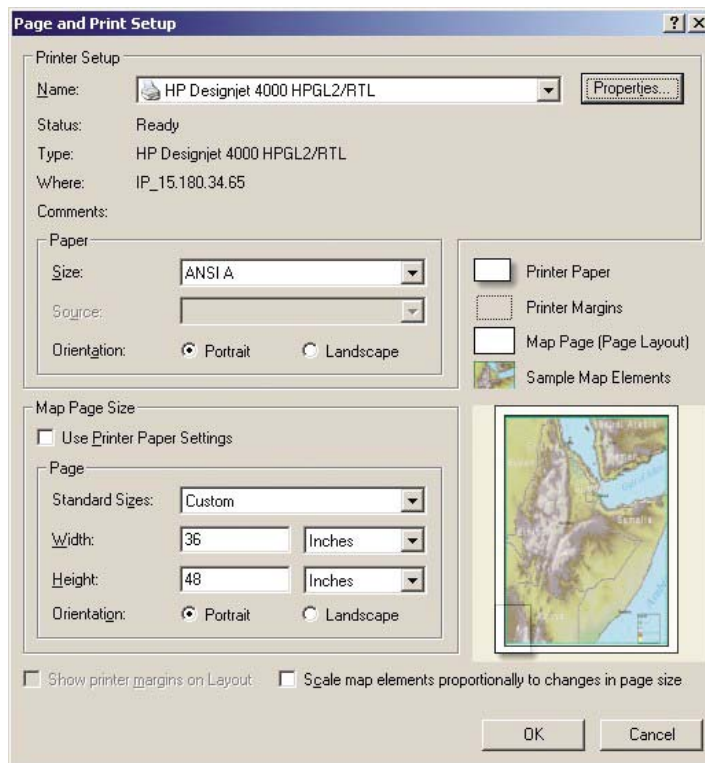 Page and Print Setup
Printer Setup
Name: HP Designjet 4000 HPGL2/RTL Properties...
Status: Ready
Type: HP Designjet 4000 HPGL2/RTL
Where: IP_15.180.34.65
Comments:
Paper
Size: ANSI A
Source:
Orientation: Portrait Landscape
Printer Paper
Printer Margins
Map Page (Page Layout)
Sample Map Elements
Map Page Size
Use Printer Paper Settings
Page
Standard Sizes: Custom
Width: 36 Inches
Height: 48 Inches
Orientation: Portrait Landscape
Somalia
Show printer margins on Layout Scale map elements proportionally to changes in page size
OK Cancel